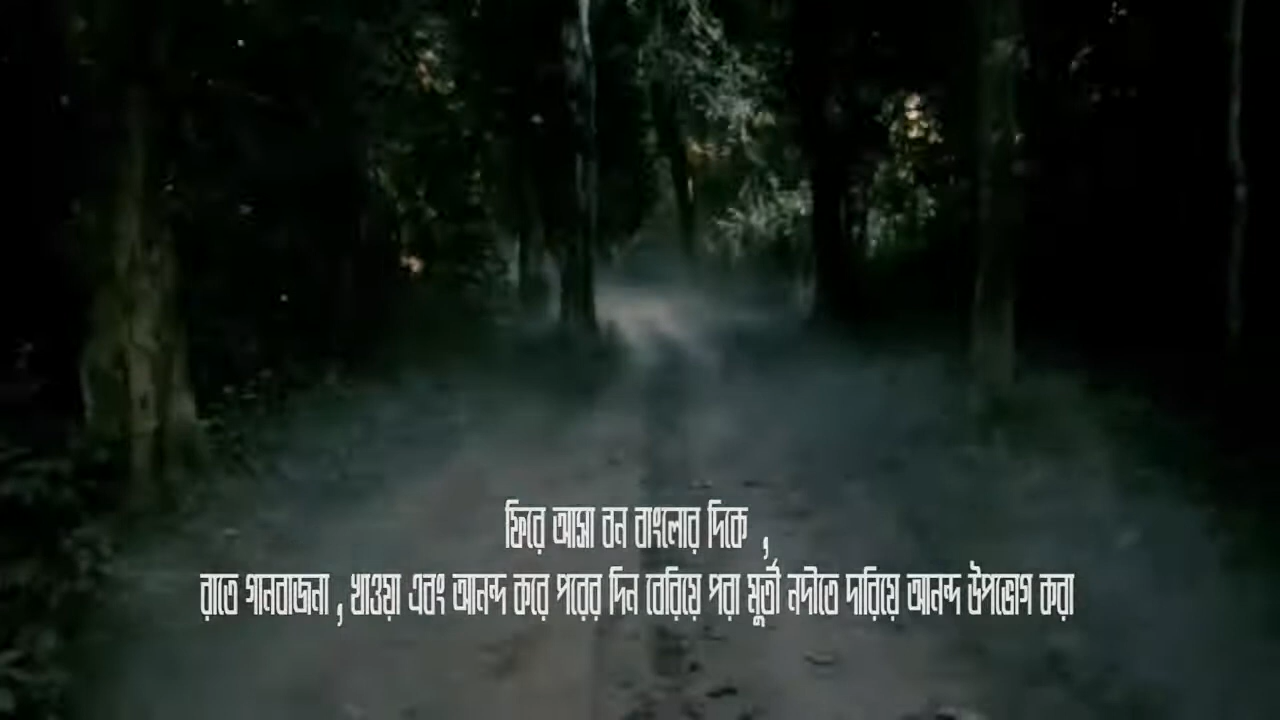 ফিরে আসা বন বাংলোর দিকে ,
রাতে গানবাজনা , খাওয়া এবং আনন্দ করে পরের দিন বেরিয়ে পরা মুর্তী নদীতে দারিয়ে আনন্দ উপভোগ করা